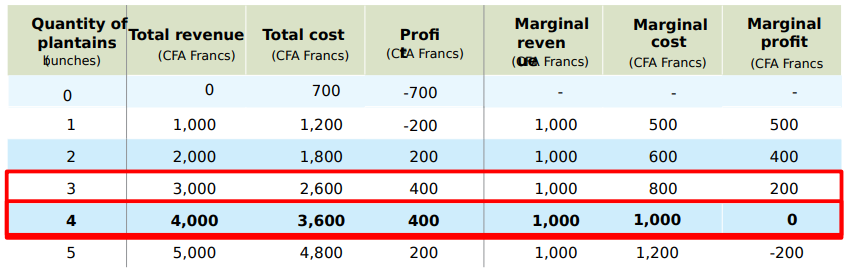 Quantity of plantains (bunches) Total revenue (CFA Francs) Total cost (CFA Francs) Profit (CFA Francs) Marginal revenue (CFA Francs) Marginal cost (CFA Francs) Marginal profit (CFA Francs
0 0 700 -700 - - -
1 1,000 1,200 -200 1,000 500 500
2 2,000 1,800 200 1,000 600 400
3 3,000 2,600 400 1,000 800 200
4 4,000 3,600 400 1,000 1,000 0
5 5,000 4,800 200 1,000 1,200 -200